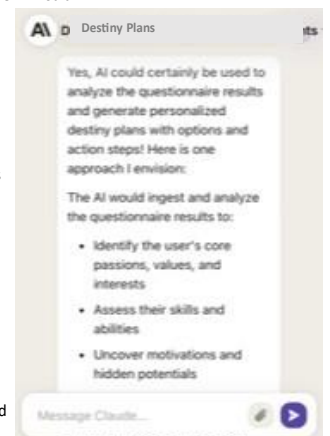 A\ D Destiny Plans ts
Yes, AI could certainly be used to
analyze the questionnaire results
and generate personalized
destiny plans with options and
action steps! Here is one
approach I envision:
The AI would ingest and analyze
the questionnaire results to:
• Identify the user's core
passions, values, and
interests
• Assess their skills and
abilities
• Uncover motivations and
hidden potentials
d
Message Claude...